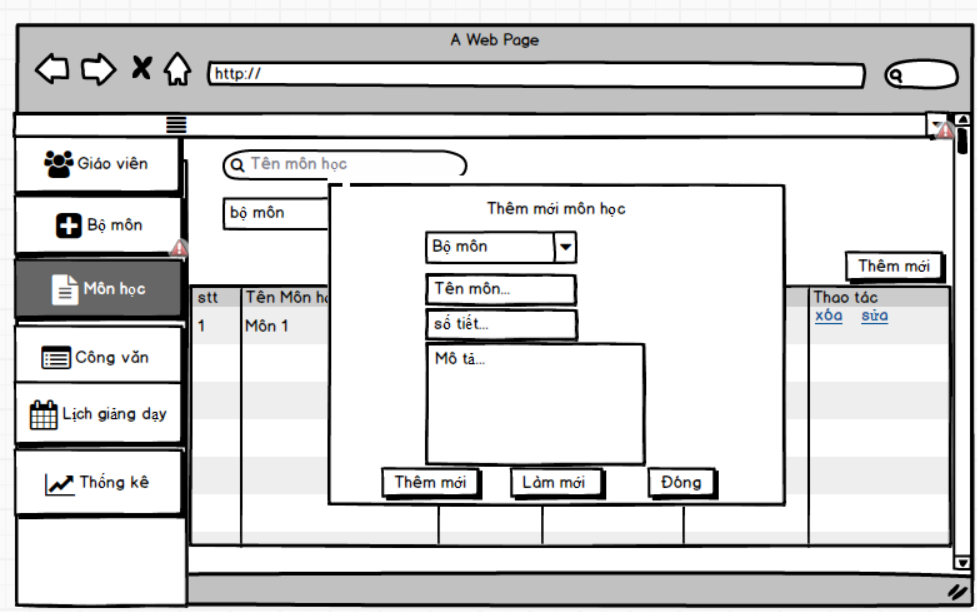 A Web Page
http://
Giáo viên
Bộ môn
Môn học
Công văn
Lịch giảng dạy
Thống kê
Tên môn học
bộ môn
Thêm mới
stt
Tên Môn
Thao tác
1
Môn 1
xóa
sửa
Thêm mới môn học
Bộ môn
Tên môn...
số tiết...
Mô tả...
Thêm mới
Làm mới
Đóng